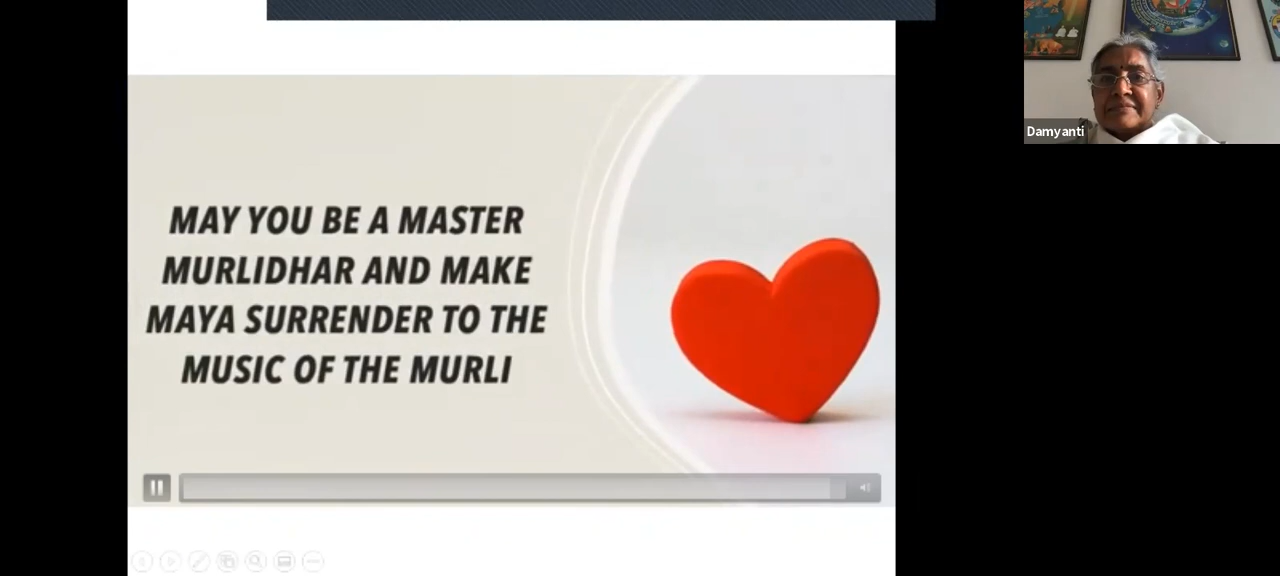 MAY YOU BE A MASTER
MURLIDHAR AND MAKE
MAYA SURRENDER TO THE
MUSIC OF THE MURLI
Damyanti